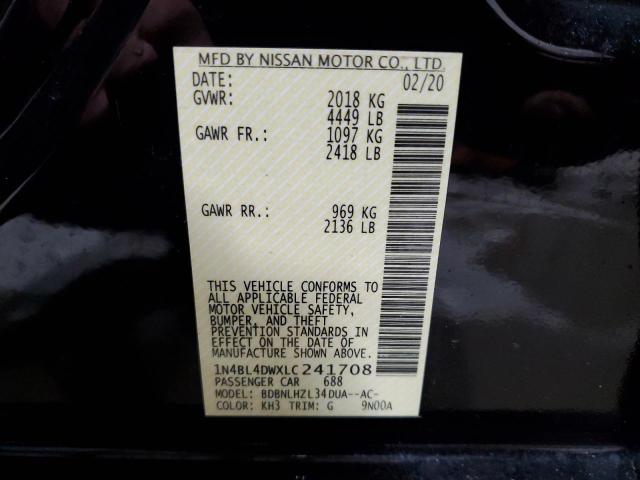 MFD BY NISSAN MOTOR CO., LTD.
DATE: 02/20
GVWR: 2018 KG
4449 LB
GAWR FR.: 1097 KG
2418 LB
GAWR RR.: 969 KG
2136 LB
THIS VEHICLE CONFORMS TO
ALL APPLICABLE FEDERAL
MOTOR VEHICLE SAFETY,
BUMPER, AND THEFT
PREVENTION STANDARDS IN
EFFECT ON THE DATE OF
MANUFACTURE SHOWN ABOVE.
1N4BL4DWXLC241708
PASSENGER CAR 688
MODEL: BDBNLHZL34DUA--AC-
COLOR: KH3 TRIM: G 9N00A